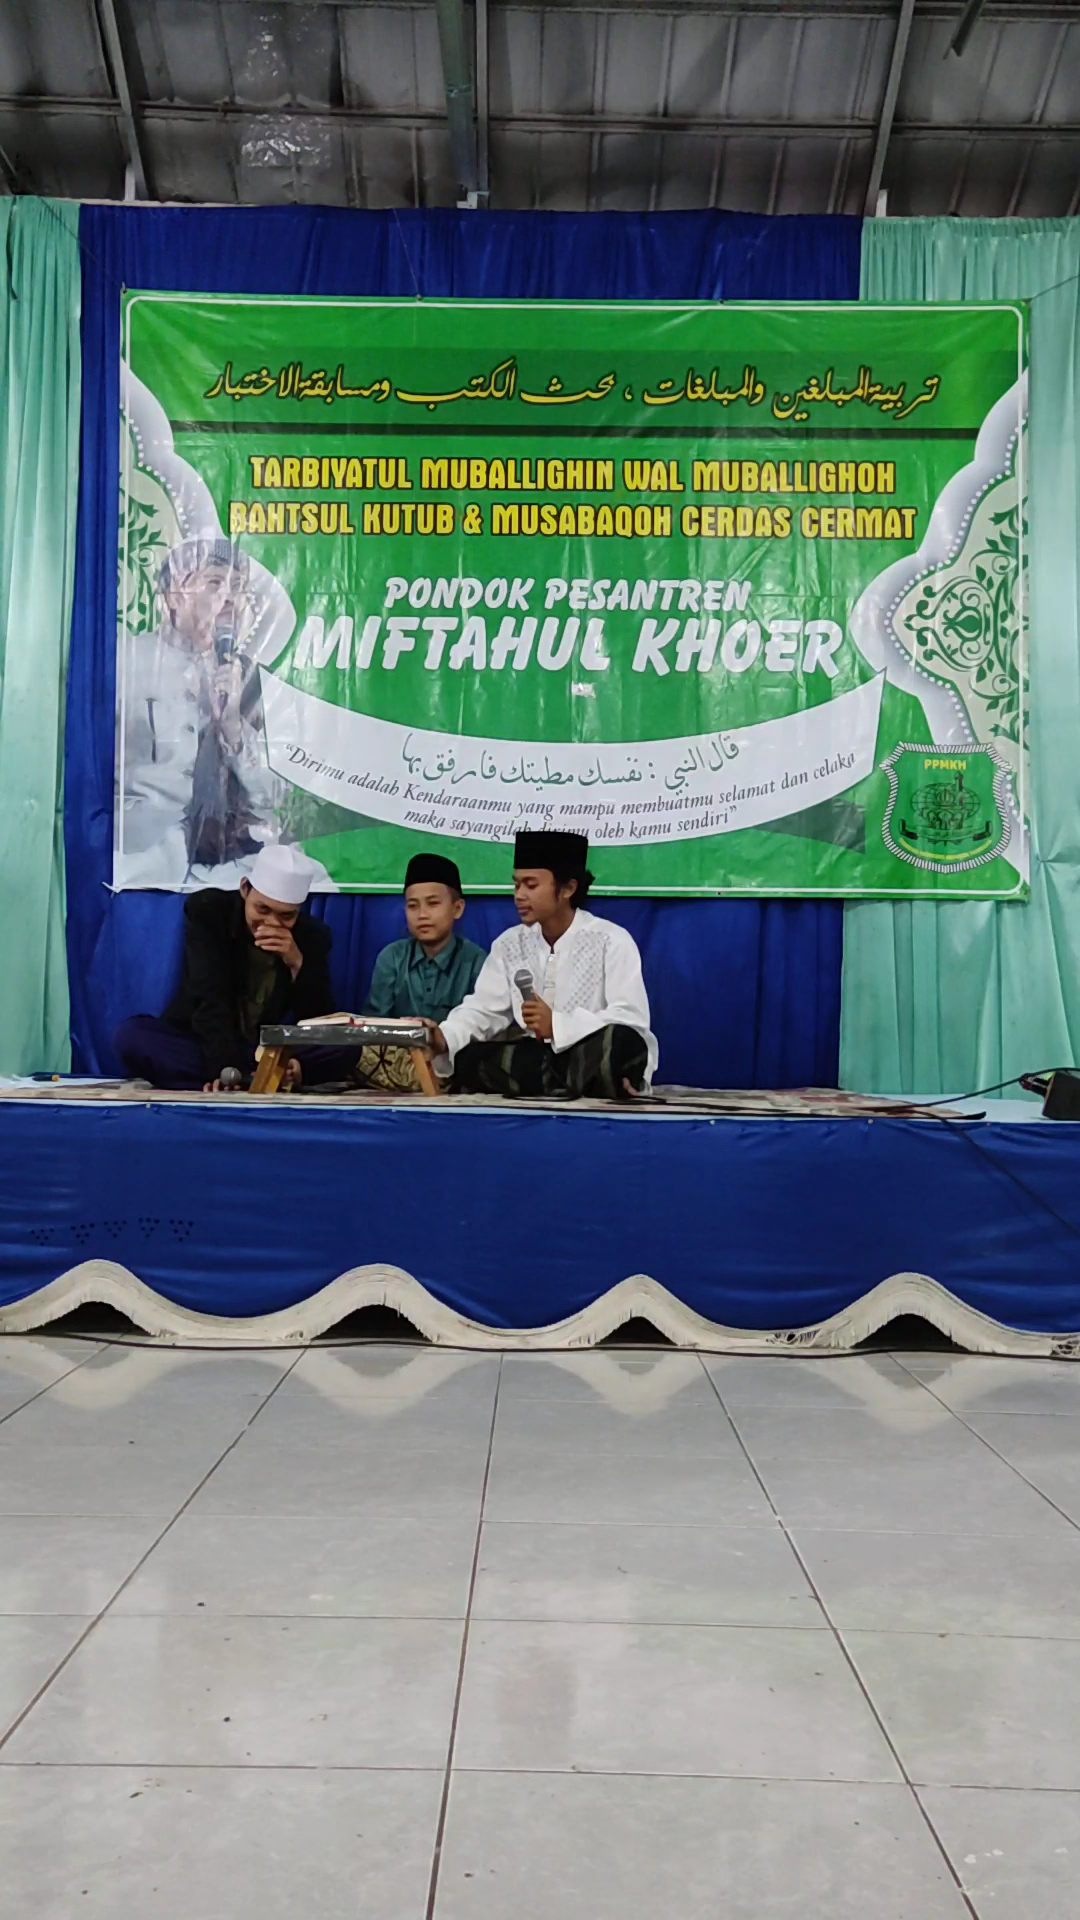 تربية المبلغين والمبلغات ، بحث الكتب ومسابقة الاختبار
TARBIYATUL MUBALLIGHIN WAL MUBALLIGHOH
BAHTSUL KUTUB & MUSABAQOH CERDAS CERMAT
PONDOK PESANTREN
MIFTAHUL KHOER
قال النبي : نفسك مطيتك فارفق بها
"Dirimu adalah Kendaraanmu yang mampu membuatmu selamat dan celaka
maka sayangilah dirimu oleh kamu sendiri"
PPMKH